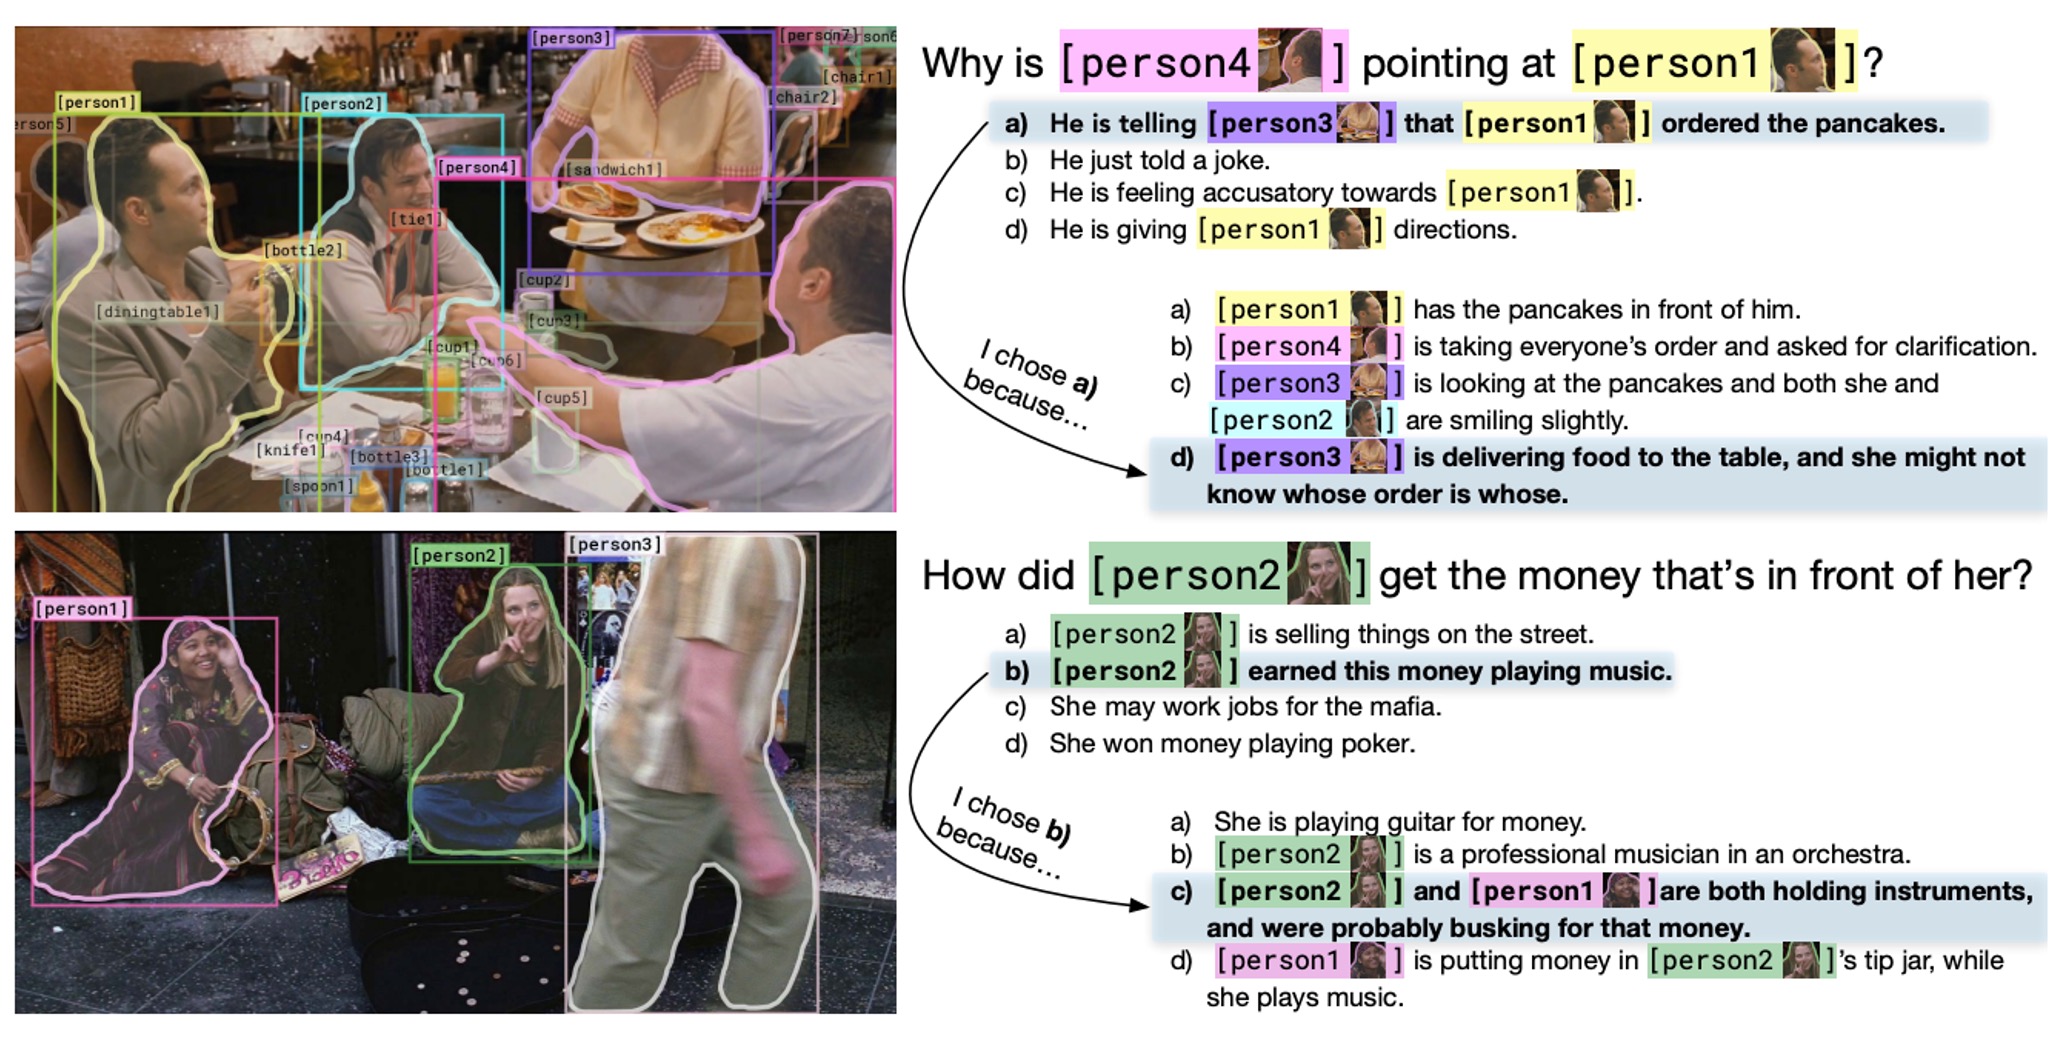 [person1]
[person2]
[person3]
[person7]
[chair1]
[chair2]
[person4]
[sandwich1]
[tie1]
[bottle2]
[cup2]
[diningtable1]
[cup3]
[cup1]
[cup6]
[cup5]
[cup4]
[knife1]
[bottle3]
[bottle1]
[spoon1]
Why is [person4 ] pointing at [person1 ]?
a) He is telling [person3 ] that [person1 ] ordered the pancakes.
b) He just told a joke.
c) He is feeling accusatory towards [person1 ].
d) He is giving [person1 ] directions.
I chose a)
because...
a) [person1 ] has the pancakes in front of him.
b) [person4 ] is taking everyone's order and asked for clarification.
c) [person3 ] is looking at the pancakes and both she and
[person2 ] are smiling slightly.
d) [person3 ] is delivering food to the table, and she might not
know whose order is whose.
[person1]
[person2]
[person3]
How did [person2 ] get the money that's in front of her?
a) [person2 ] is selling things on the street.
b) [person2 ] earned this money playing music.
c) She may work jobs for the mafia.
d) She won money playing poker.
I chose b)
because...
a) She is playing guitar for money.
b) [person2 ] is a professional musician in an orchestra.
c) [person2 ] and [person1 ]are both holding instruments,
and were probably busking for that money.
d) [person1 ] is putting money in [person2 ]'s tip jar, while
she plays music.